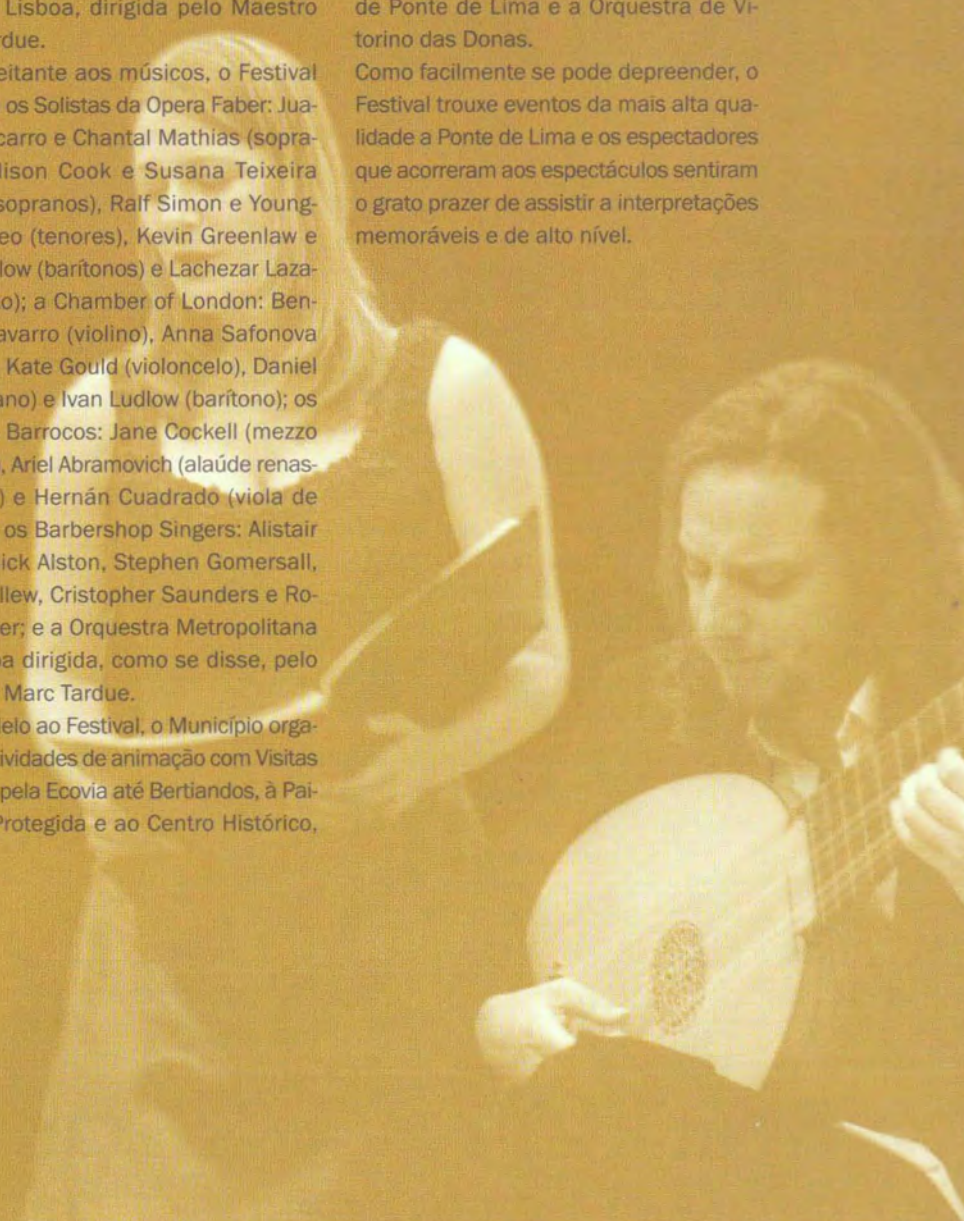 Lisboa, dirigida pelo Maestro
rdue.
eitante aos músicos, o Festival
os Solistas da Opera Faber: Jua-
carro e Chantal Mathias (sopra-
lison Cook e Susana Teixeira
sopranos), Ralf Simon e Young-
eo (tenores), Kevin Greenlaw e
low (barítonos) e Lachezar Laza-
o); a Chamber of London: Ben-
avarro (violino), Anna Safonova
Kate Gould (violoncelo), Daniel
ano) e Ivan Ludlow (barítono); os
Barrocos: Jane Cockell (mezzo
, Ariel Abramovich (alaúde renas-
) e Hernán Cuadrado (viola de
os Barbershop Singers: Alistair
ick Alston, Stephen Gomersall,
llew, Cristopher Saunders e Ro-
er; e a Orquestra Metropolitana
oa dirigida, como se disse, pelo
Marc Tardue.
lelo ao Festival, o Município orga-
ividades de animação com Visitas
pela Ecovia até Bertiandos, à Pai-
Protegida e ao Centro Histórico,
de Ponte de Lima e a Orquestra de Vi-
torino das Donas.
Como facilmente se pode depreender, o
Festival trouxe eventos da mais alta qua-
lidade a Ponte de Lima e os espectadores
que acorreram aos espectáculos sentiram
o grato prazer de assistir a interpretações
memoráveis e de alto nível.